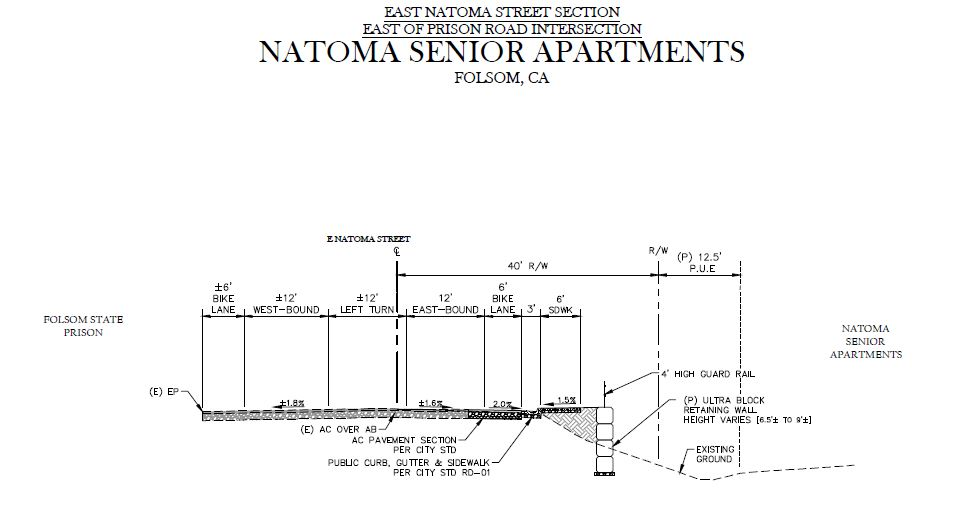 EAST NATOMA STREET SECTION
EAST OF PRISON ROAD INTERSECTION
NATOMA SENIOR APARTMENTS
FOLSOM, CA
E NATOMA STREET
℄
R/W
(P) 12.5'
P.U.E
40' R/W
±6'
BIKE
LANE
±12'
WEST-BOUND
±12'
LEFT TURN
12'
EAST-BOUND
6'
BIKE
LANE
3'
6'
SDWK
FOLSOM STATE
PRISON
NATOMA
SENIOR
APARTMENTS
4' HIGH GUARD RAIL
(E) EP
±1.8%
±1.6%
2.0%
1.5%
(P) ULTRA BLOCK
RETAINING WALL
HEIGHT VARIES [6.5'± TO 9'±]
(E) AC OVER AB
AC PAVEMENT SECTION
PER CITY STD
PUBLIC CURB, GUTTER & SIDEWALK
PER CITY STD RD-01
EXISTING
GROUND